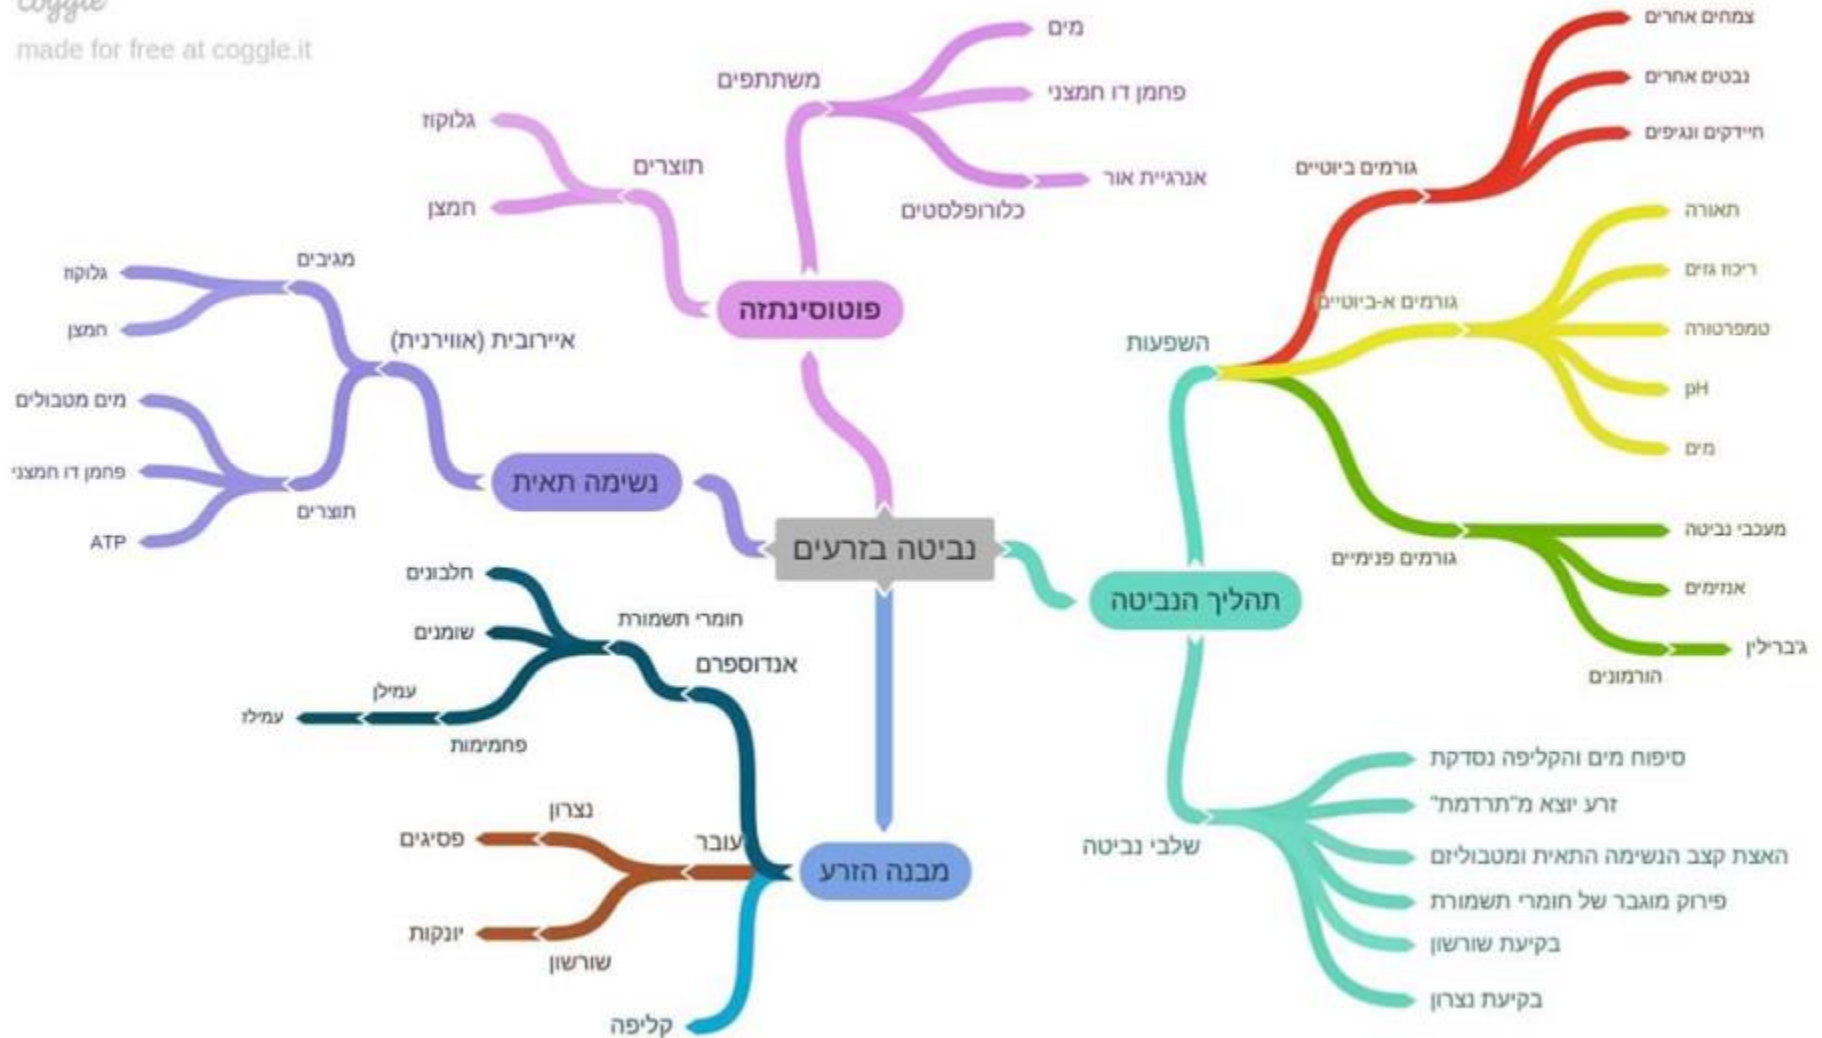 coggle
made for free at coggle.it
נביטה בזרעים
פוטוסינתזה
משתתפים
מים
פחמן דו חמצני
כלורופלסטים
אנרגיית אור
תוצרים
גלוקוז
חמצן
נשימה תאית
איירובית (אווירנית)
מגיבים
גלוקוז
חמצן
תוצרים
מים מטבולים
פחמן דו חמצני
ATP
תהליך הנביטה
השפעות
גורמים ביוטיים
צמחים אחרים
נבטים אחרים
חיידקים ונגיפים
גורמים א-ביוטיים
תאורה
ריכוז גזים
טמפרטורה
pH
מים
גורמים פנימיים
מעכבי נביטה
אנזימים
הורמונים
ג'ברילין
שלבי נביטה
סיפוח מים והקליפה נסדקת
זרע יוצא מ"תרדמת"
האצת קצב הנשימה התאית ומטבוליזם
פירוק מוגבר של חומרי תשמורת
בקיעת שורשון
בקיעת נצרון
מבנה הזרע
אנדוספרם
חומרי תשמורת
חלבונים
שומנים
פחמימות
עמילן
עמילז
עובר
נצרון
פסיגים
שורשון
יונקות
קליפה